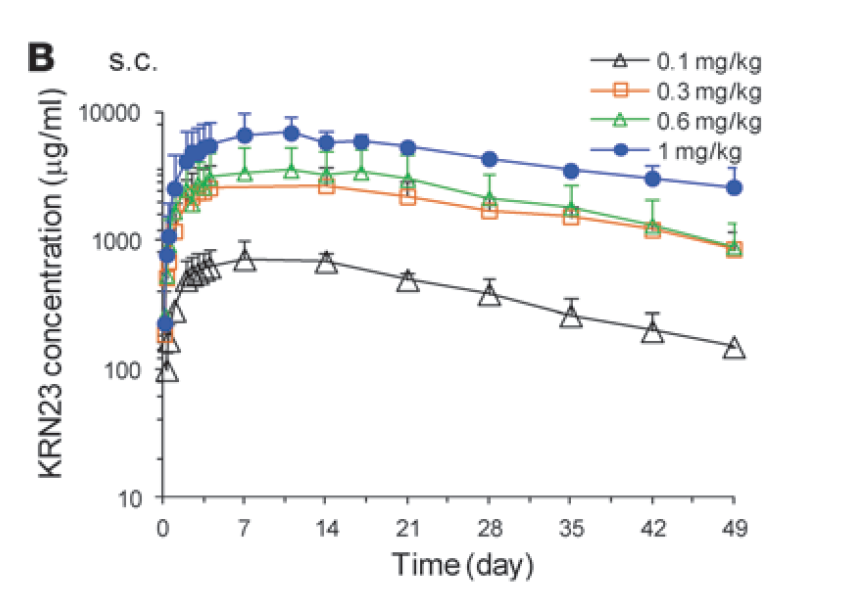 B
s.c.
0.1 mg/kg
0.3 mg/kg
0.6 mg/kg
1 mg/kg
KRN23 concentration (μg/ml)
10000
1000
100
10
0 7 14 21 28 35 42 49
Time (day)